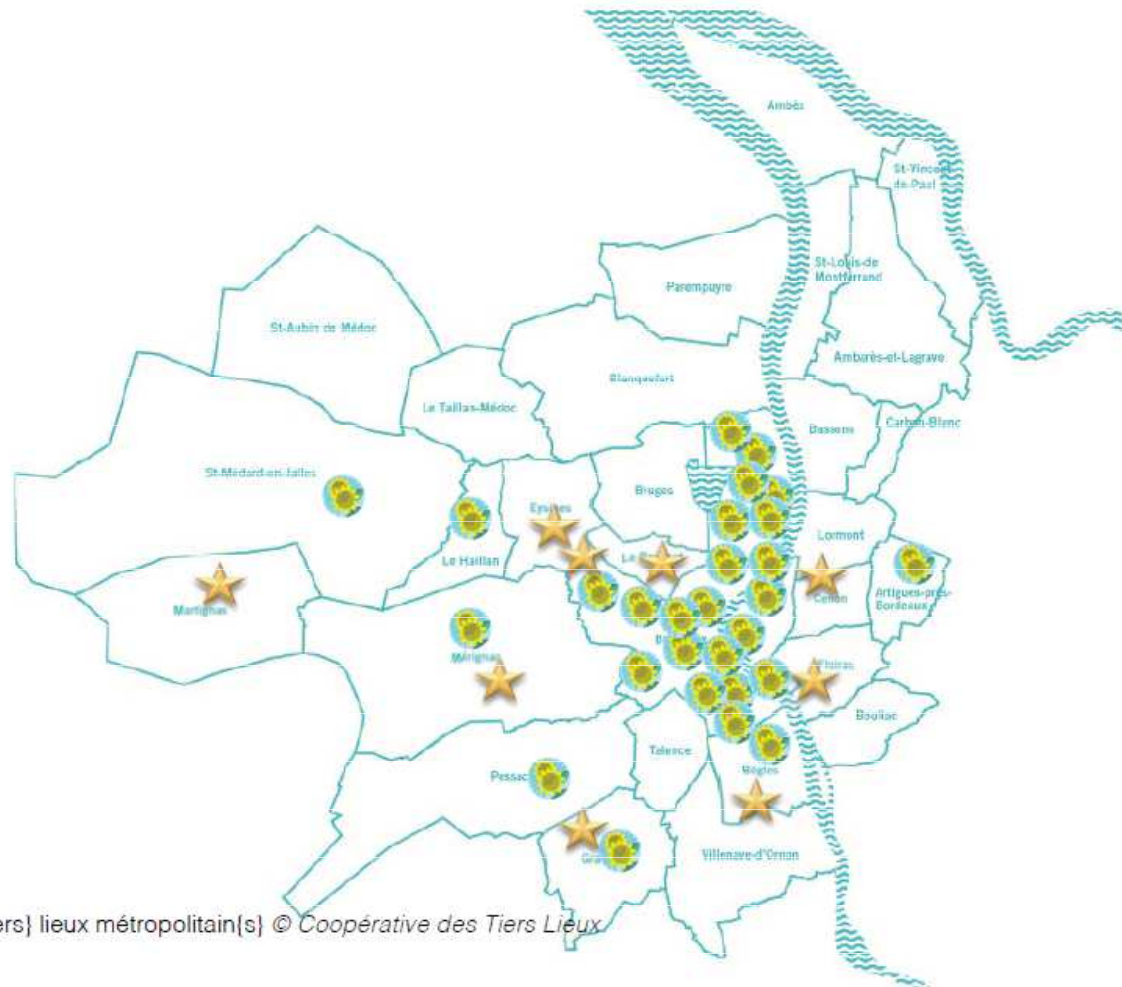 Ambès
St-Vincent
de-Paul
St-Louis-de
Montferrand
Parempuyre
St-Aubin de Médoc
Ambarès-et-Lagrave
Blanquefort
Le Taillan-Médoc
Carbon-Blanc
Bassens
St-Médard-en-Jalles
Bruges
Eysines
Lormont
Le Haillan
Le
Cenon
Artigues-près-
Bordeaux
Martignas
Mérignac
Floirac
Bouliac
Talence
Pessac
Bègles
Villenave-d'Ornon
ers} lieux métropolitain{s} © Coopérative des Tiers Lieux